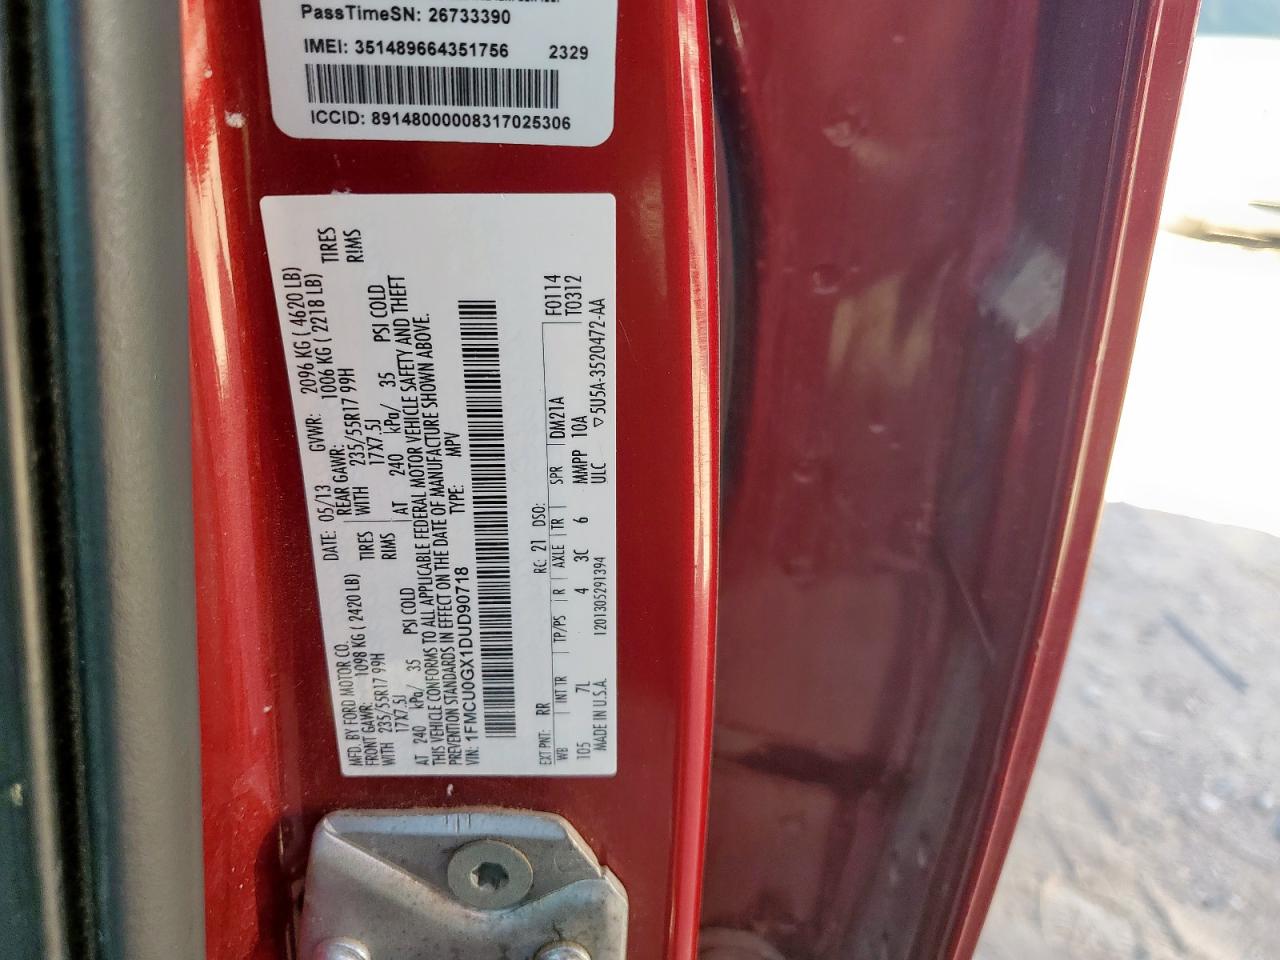 PassTimeSN: 26733390
IMEI: 351489664351756 2329
ICCID: 89148000008317025306
MFD. BY FORD MOTOR CO.
DATE: 05/13 GVWR: 2096 KG ( 4620 LB)
FRONT GAWR: 1098 KG ( 2420 LB) REAR GAWR: 1006 KG ( 2218 LB)
WITH 235/55R17 99H TIRES WITH 235/55R17 99H TIRES
17X7.5J RIMS 17X7.5J RIMS
AT 240 kPa/ 35 PSI COLD AT 240 kPa/ 35 PSI COLD
THIS VEHICLE CONFORMS TO ALL APPLICABLE FEDERAL MOTOR VEHICLE SAFETY AND THEFT
PREVENTION STANDARDS IN EFFECT ON THE DATE OF MANUFACTURE SHOWN ABOVE.
VIN: 1FMCU0GX1DUD90718 TYPE: MPV
EXT PNT: RR RC: 21 DSO: F0114
WB INT TR TP/PS R AXLE TR SPR DM21A T0312
105 7L 4 3C 6 MMPP 10A
MADE IN U.S.A. 1201305291394 ULC ▽5U5A-3520472-AA